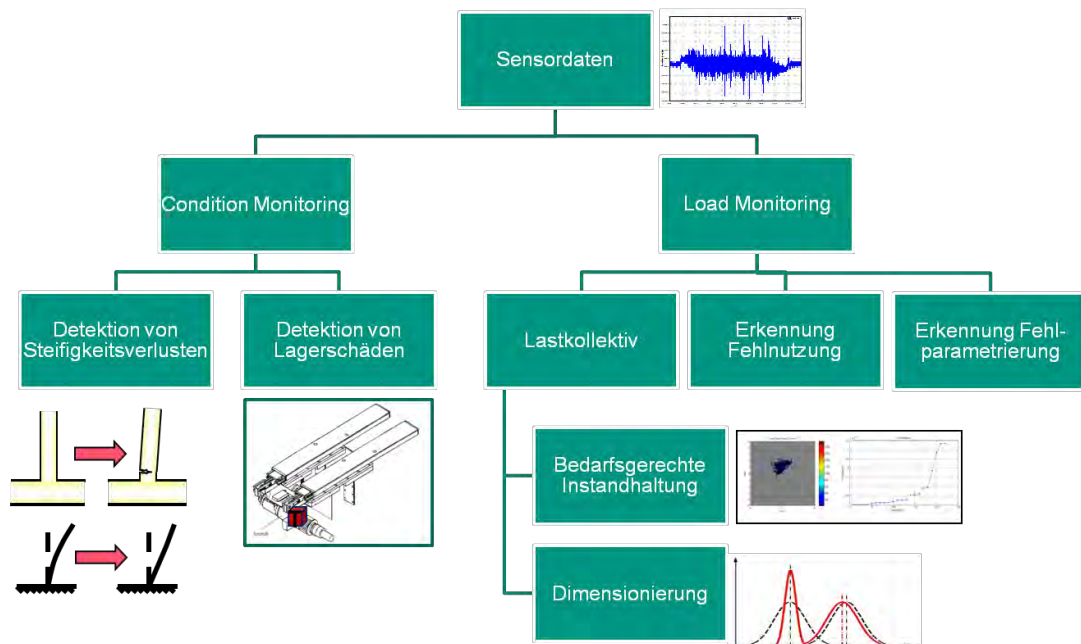 Sensordaten
Condition Monitoring
Load Monitoring
Detektion von
Steifigkeitsverlusten
Detektion von
Lagerschäden
Lastkollektiv
Erkennung
Fehlnutzung
Erkennung Fehl-
parametrierung
Bedarfsgerechte
Instandhaltung
Dimensionierung